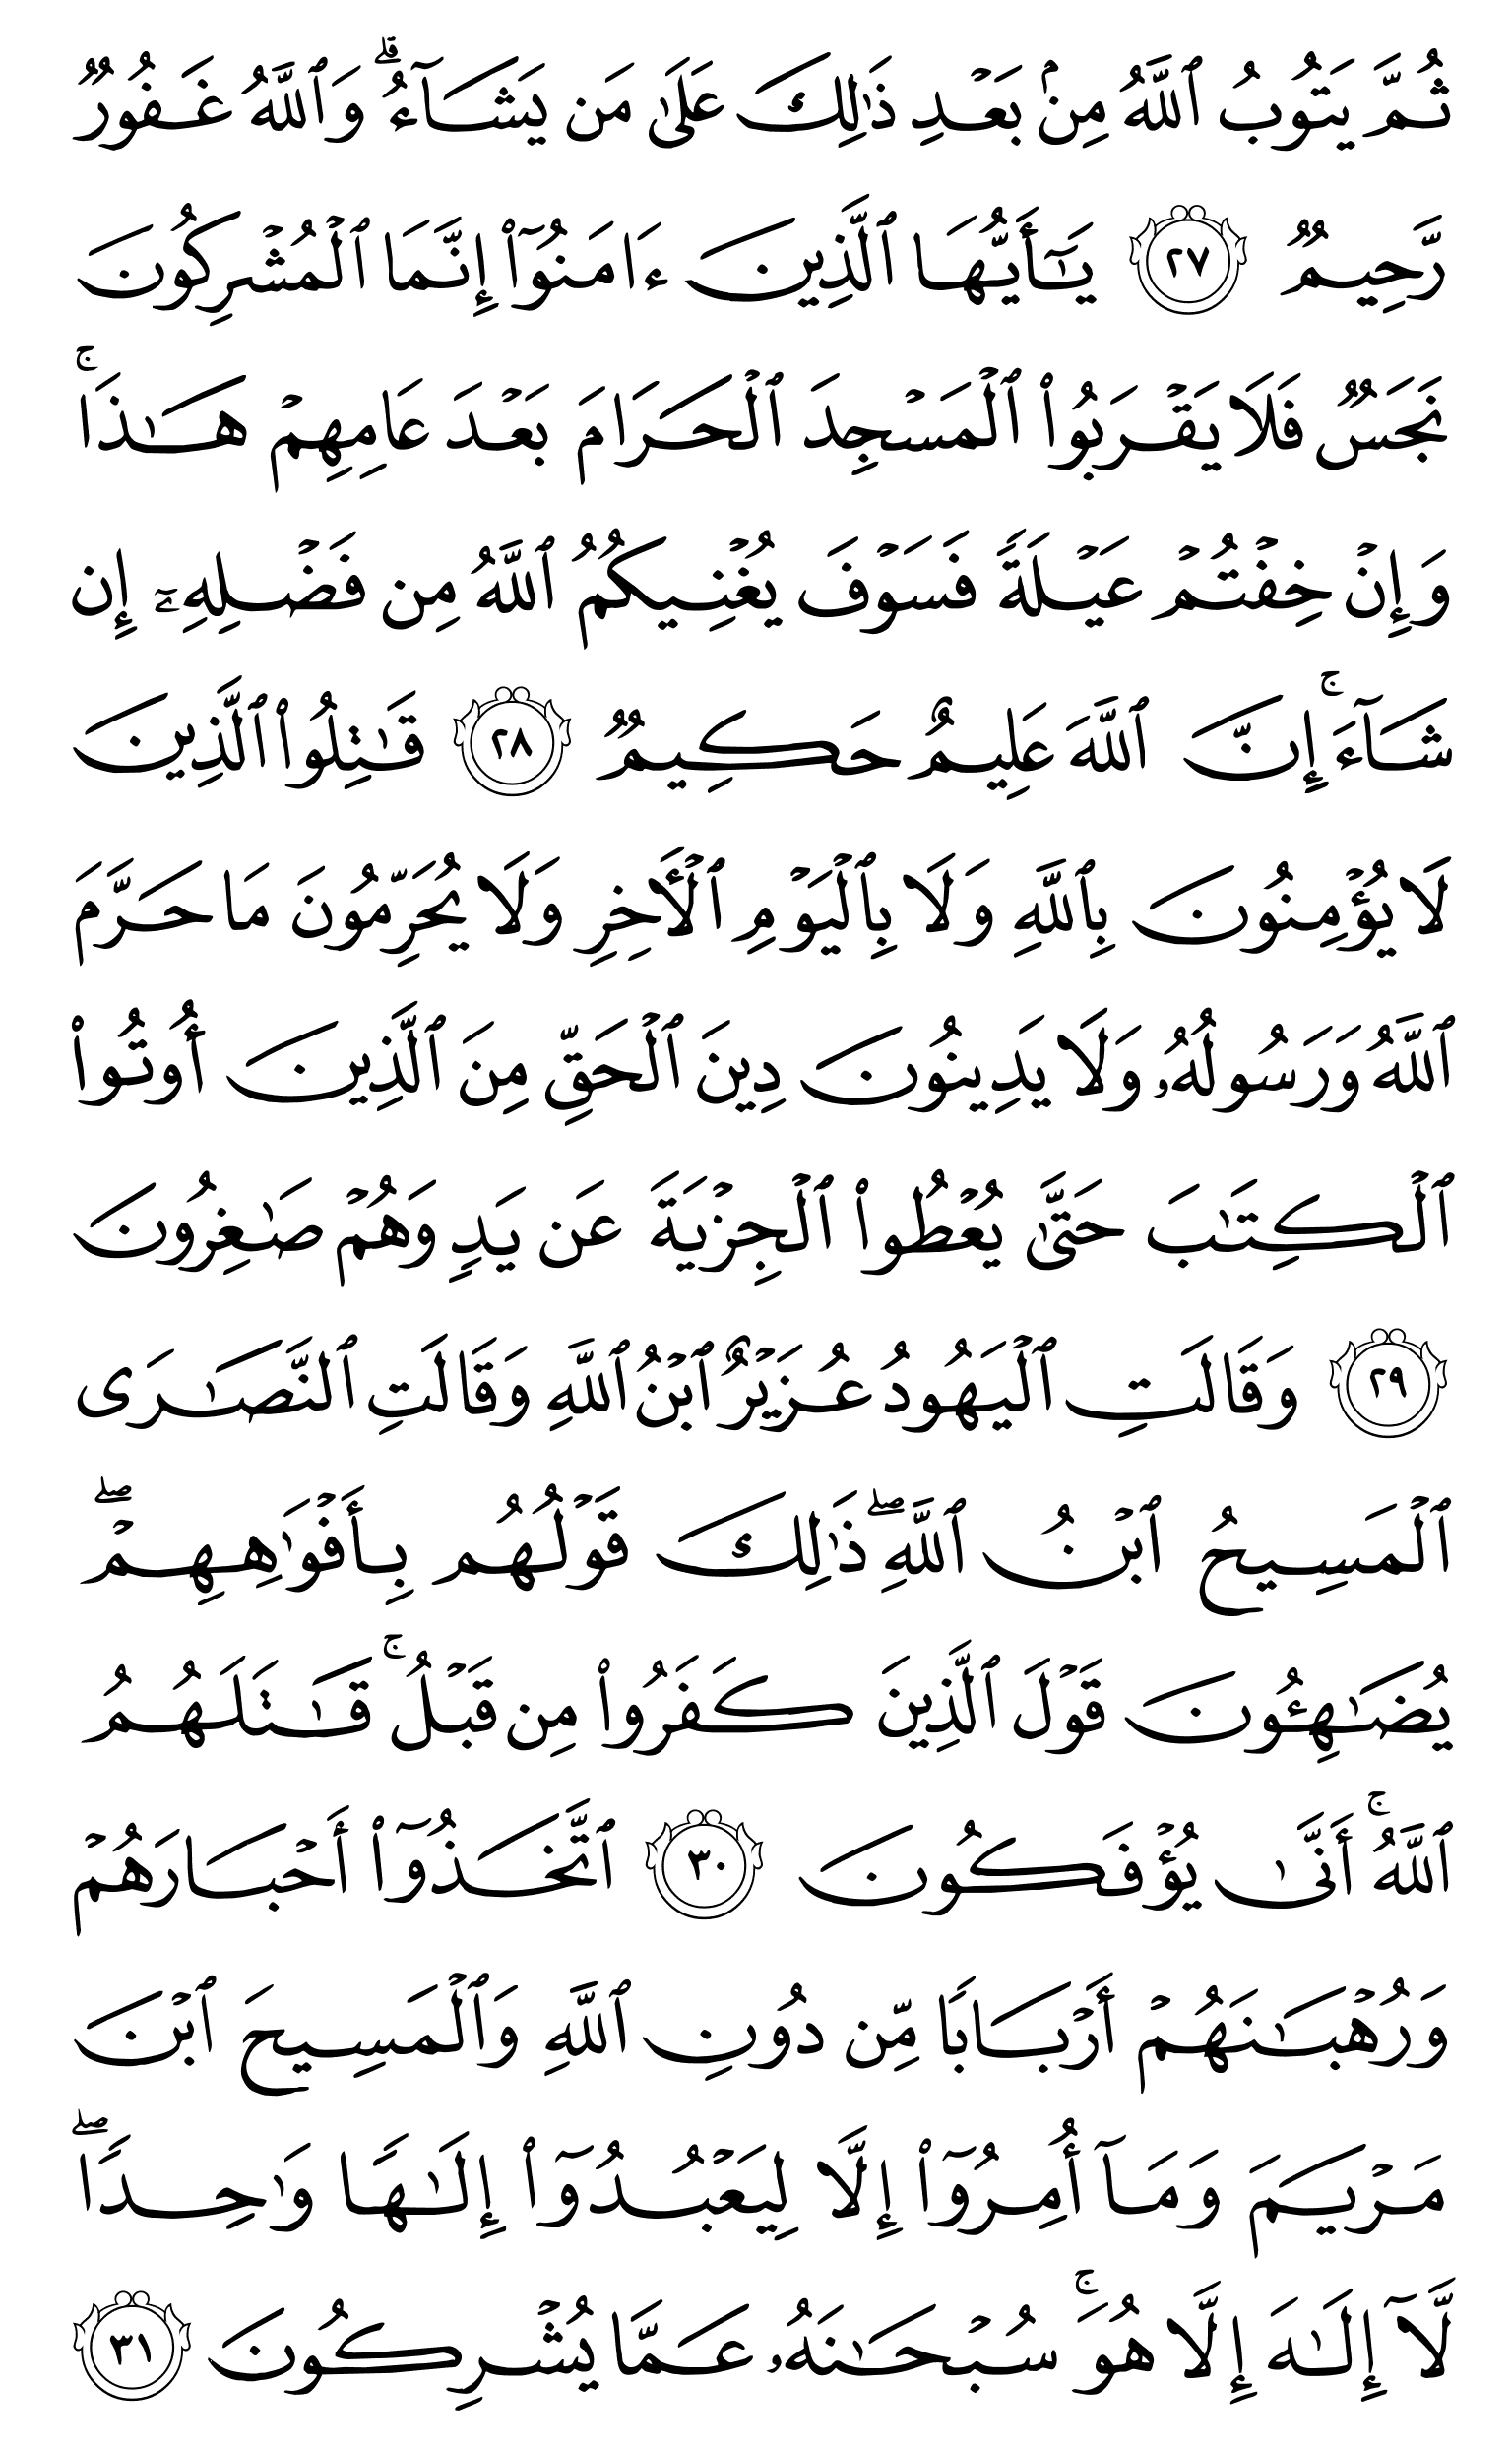 ثُمَّ يَتُوبُ ٱللَّهُ مِنۢ بَعۡدِ ذَٰلِكَ عَلَىٰ مَن يَشَآءُۗ وَٱللَّهُ غَفُورٞ
رَّحِيمٞ ٢٧ يَٰٓأَيُّهَا ٱلَّذِينَ ءَامَنُوٓاْ إِنَّمَا ٱلۡمُشۡرِكُونَ
نَجَسٞ فَلَا يَقۡرَبُواْ ٱلۡمَسۡجِدَ ٱلۡحَرَامَ بَعۡدَ عَامِهِمۡ هَٰذَاۚ
وَإِنۡ خِفۡتُمۡ عَيۡلَةٗ فَسَوۡفَ يُغۡنِيكُمُ ٱللَّهُ مِن فَضۡلِهِۦٓ إِن
شَآءَۚ إِنَّ ٱللَّهَ عَلِيمٌ حَكِيمٞ ٢٨ قَٰتِلُواْ ٱلَّذِينَ
لَا يُؤۡمِنُونَ بِٱللَّهِ وَلَا بِٱلۡيَوۡمِ ٱلۡأٓخِرِ وَلَا يُحَرِّمُونَ مَا حَرَّمَ
ٱللَّهُ وَرَسُولُهُۥ وَلَا يَدِينُونَ دِينَ ٱلۡحَقِّ مِنَ ٱلَّذِينَ أُوتُواْ
ٱلۡكِتَٰبَ حَتَّىٰ يُعۡطُواْ ٱلۡجِزۡيَةَ عَن يَدٖ وَهُمۡ صَٰغِرُونَ
٢٩ وَقَالَتِ ٱلۡيَهُودُ عُزَيۡرٌ ٱبۡنُ ٱللَّهِ وَقَالَتِ ٱلنَّصَٰرَى
ٱلۡمَسِيحُ ٱبۡنُ ٱللَّهِۖ ذَٰلِكَ قَوۡلُهُم بِأَفۡوَٰهِهِمۡۖ
يُضَٰهِـُٔونَ قَوۡلَ ٱلَّذِينَ كَفَرُواْ مِن قَبۡلُۚ قَٰتَلَهُمُ
ٱللَّهُۚ أَنَّىٰ يُؤۡفَكُونَ ٣٠ ٱتَّخَذُوٓاْ أَحۡبَارَهُمۡ
وَرُهۡبَٰنَهُمۡ أَرۡبَابٗا مِّن دُونِ ٱللَّهِ وَٱلۡمَسِيحَ ٱبۡنَ
مَرۡيَمَ وَمَآ أُمِرُوٓاْ إِلَّا لِيَعۡبُدُوٓاْ إِلَٰهٗا وَٰحِدٗاۖ
لَّآ إِلَٰهَ إِلَّا هُوَۚ سُبۡحَٰنَهُۥ عَمَّا يُشۡرِكُونَ ٣١